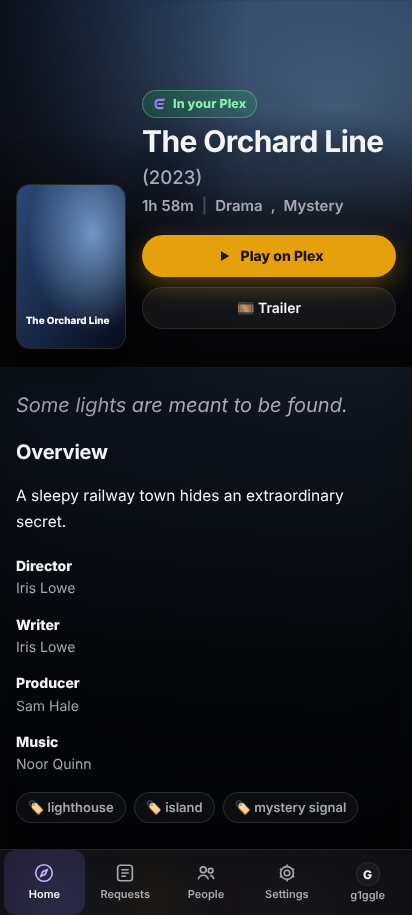 In your Plex
The Orchard Line
(2023)
1h 58m | Drama , Mystery
Play on Plex
Trailer
The Orchard Line
Some lights are meant to be found.
Overview
A sleepy railway town hides an extraordinary
secret.
Director
Iris Lowe
Writer
Iris Lowe
Producer
Sam Hale
Music
Noor Quinn
lighthouse island mystery signal
G
Home Requests People Settings g1ggle